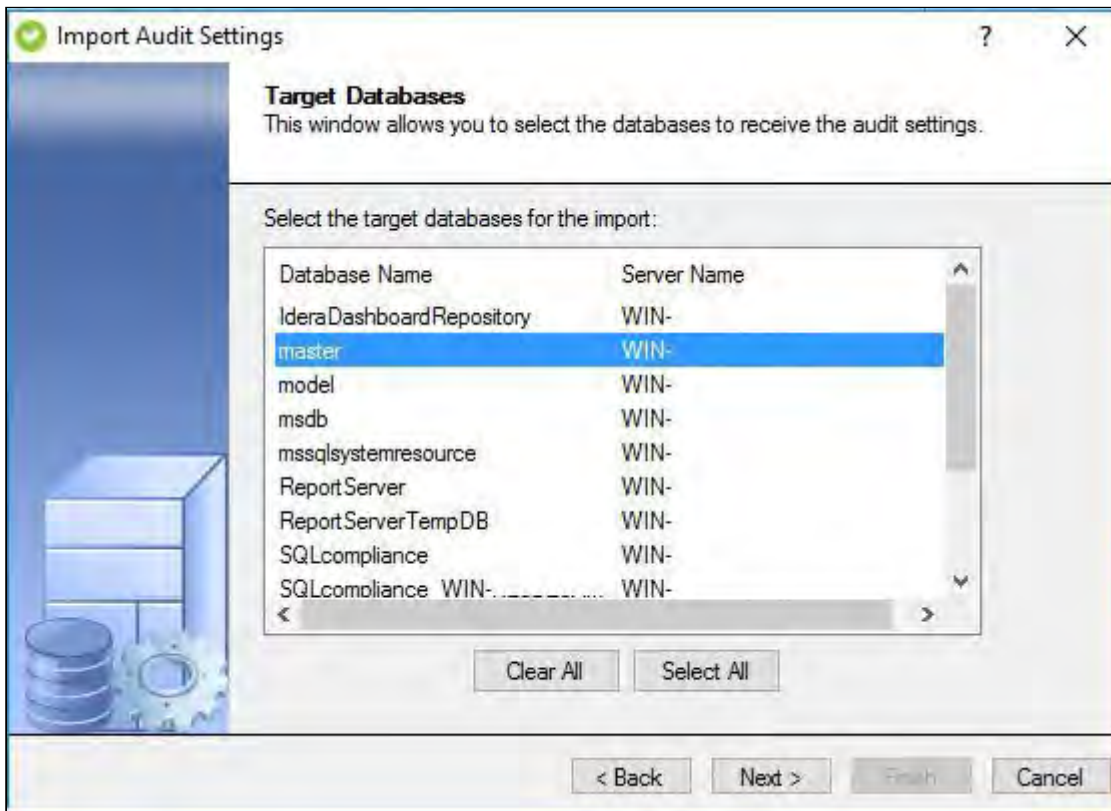 Import Audit Settings
?
Target Databases
This window allows you to select the databases to receive the audit settings.
Select the target databases for the import:
Database Name Server Name
IderaDashboardRepository WIN-
master WIN-
model WIN-
msdb WIN-
mssqlsystemresource WIN-
ReportServer WIN-
ReportServerTempDB WIN-
SQLcompliance WIN-
SQLcompliance_WIN- WIN-
Clear All Select All
< Back Next > Finish Cancel